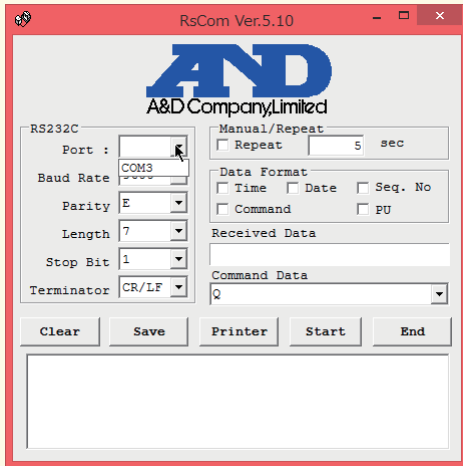 RsCom Ver.5.10
AND
A&D Company,Limited
RS232C
Port :
COM3
Baud Rate
Parity E
Length 7
Stop Bit 1
Terminator CR/LF
Manual/Repeat
Repeat 5 sec
Data Format
Time Date Seq. No
Command PU
Received Data
Command Data
Q
Clear Save Printer Start End